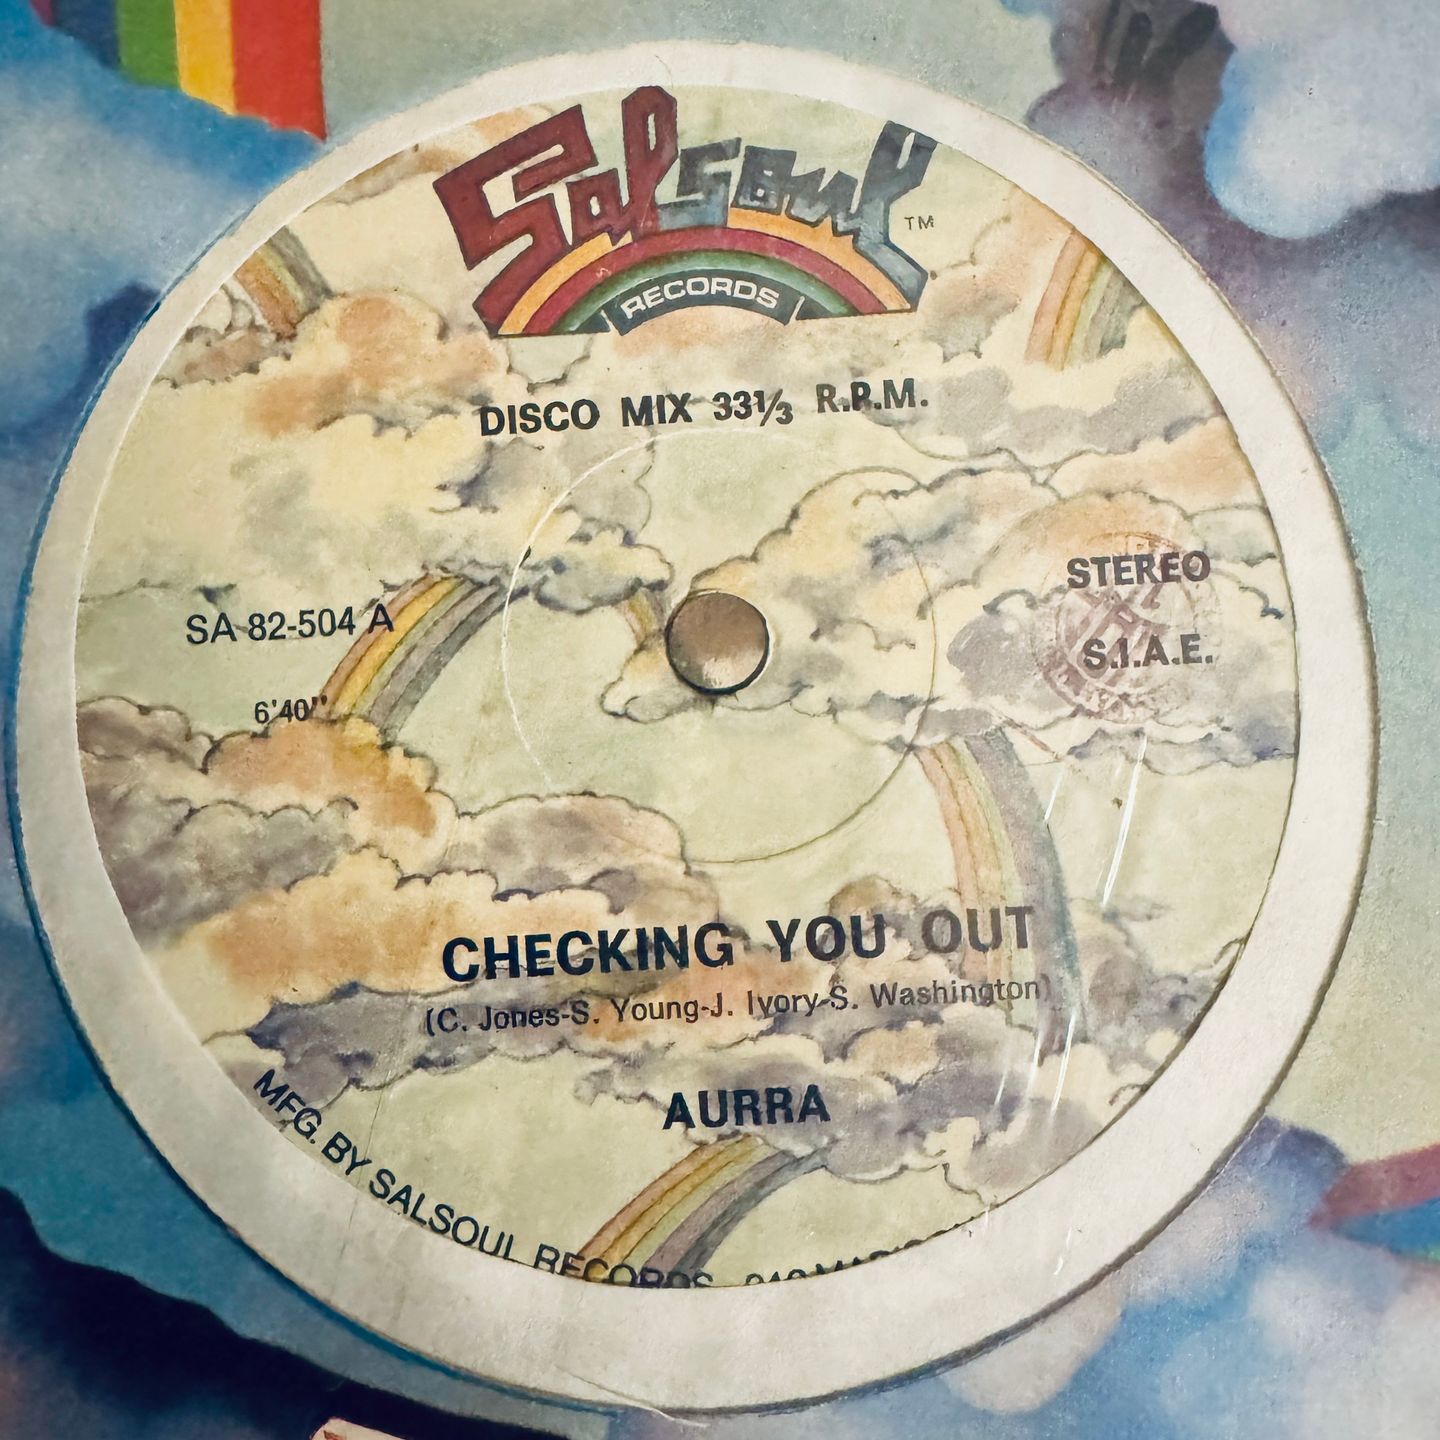 Salsoul TM
RECORDS
DISCO MIX 33⅓ R.P.M.
SA 82-504 A
STEREO
6'40''
S.I.A.E.
CHECKING YOU OUT
(C. Jones-S. Young-J. Ivory-S. Washington)
AURRA
MFG. BY SALSOUL RECORDS